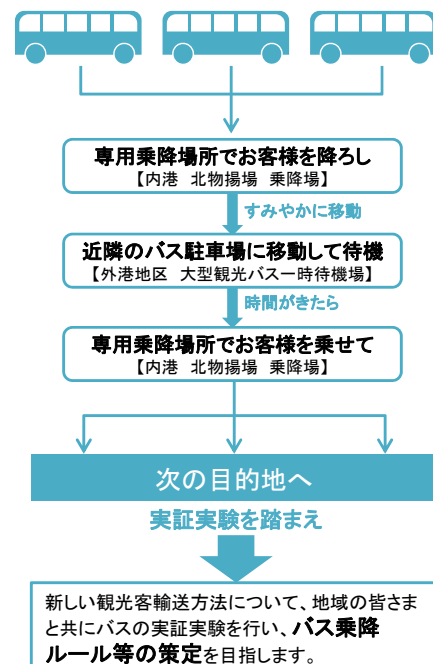 専用乗降場所でお客様を降ろし
【内港 北物揚場 乗降場】
すみやかに移動
近隣のバス駐車場に移動して待機
【外港地区 大型観光バス一時待機場】
時間がきたら
専用乗降場所でお客様を乗せて
【内港 北物揚場 乗降場】
次の目的地へ
実証実験を踏まえ
新しい観光客輸送方法について、地域の皆さま
と共にバスの実証実験を行い、バス乗降
ルール等の策定を目指します。